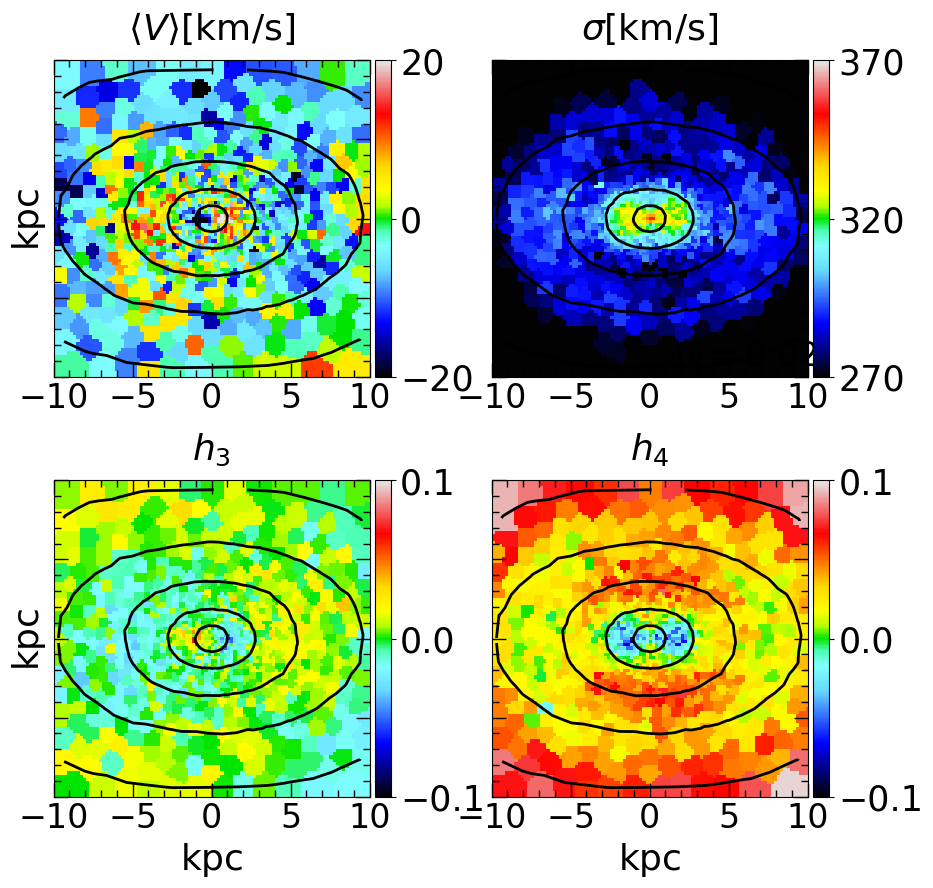 ⟨V⟩[km/s] σ[km/s]
20 370
kpc 0 320
−20 270
−10 −5 0 5 10 −10 −5 0 5 10
h₃ h₄
0.1 0.1
kpc 0.0 0.0
−0.1 −0.1
−10 −5 0 5 10 −10 −5 0 5 10
kpc kpc